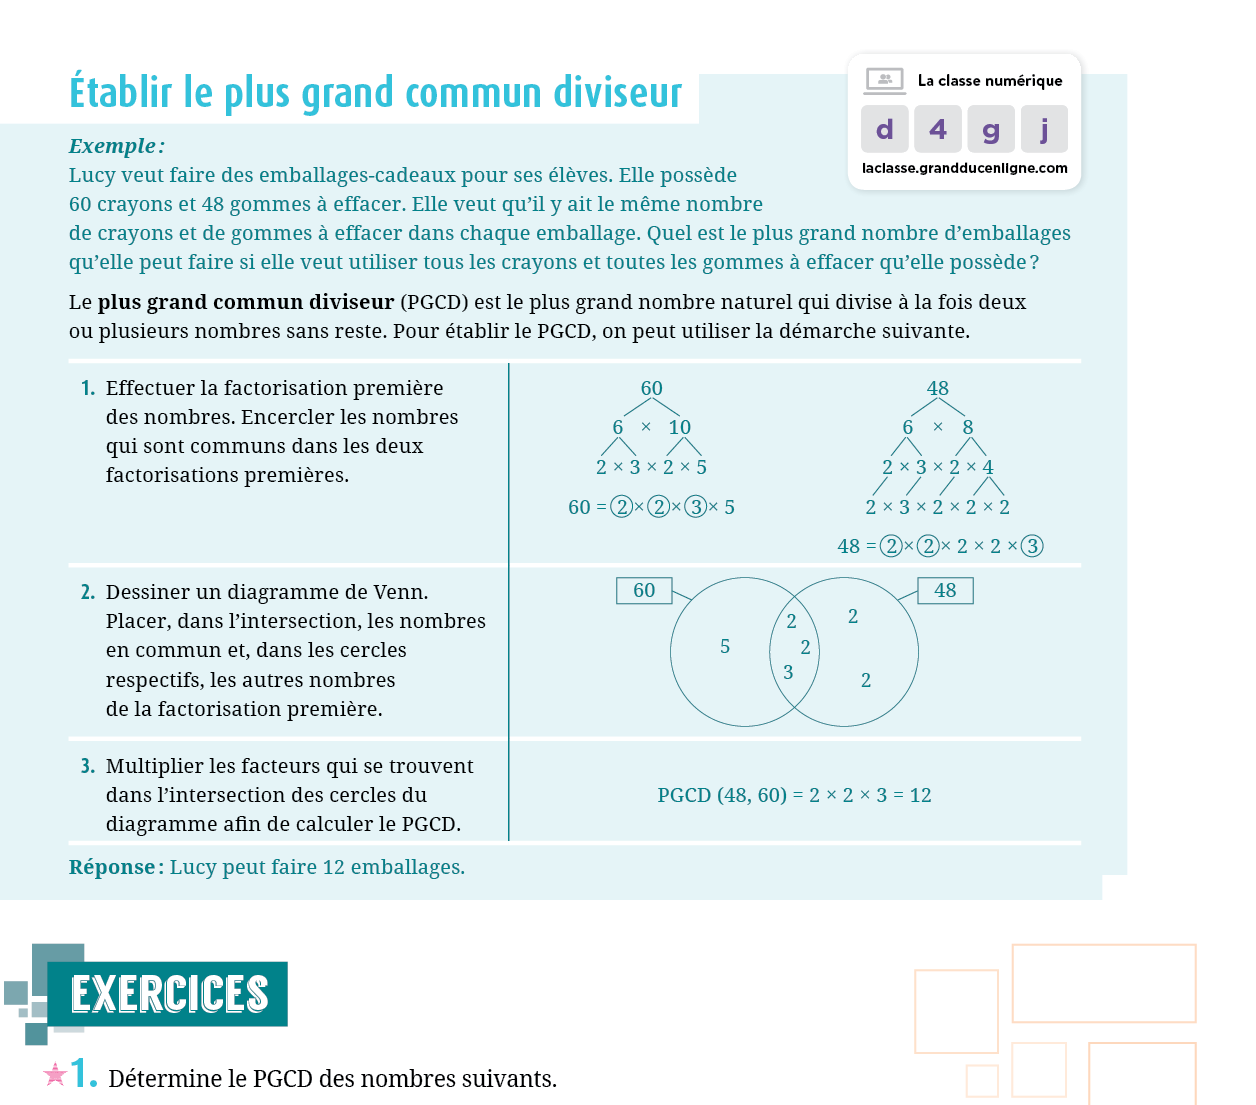 Établir le plus grand commun diviseur
La classe numérique
d 4 g j
laclasse.grandducenligne.com
Exemple :
Lucy veut faire des emballages-cadeaux pour ses élèves. Elle possède
60 crayons et 48 gommes à effacer. Elle veut qu’il y ait le même nombre
de crayons et de gommes à effacer dans chaque emballage. Quel est le plus grand nombre d’emballages
qu’elle peut faire si elle veut utiliser tous les crayons et toutes les gommes à effacer qu’elle possède ?
Le plus grand commun diviseur (PGCD) est le plus grand nombre naturel qui divise à la fois deux
ou plusieurs nombres sans reste. Pour établir le PGCD, on peut utiliser la démarche suivante.
1. Effectuer la factorisation première
des nombres. Encercler les nombres
qui sont communs dans les deux
factorisations premières.
60
6 × 10
2 × 3 × 2 × 5
60 = 2 × 2 × 3 × 5
48
6 × 8
2 × 3 × 2 × 4
2 × 3 × 2 × 2 × 2
48 = 2 × 2 × 2 × 2 × 3
2. Dessiner un diagramme de Venn.
Placer, dans l’intersection, les nombres
en commun et, dans les cercles
respectifs, les autres nombres
de la factorisation première.
60
48
5
2
2
3
2
2
3. Multiplier les facteurs qui se trouvent
dans l’intersection des cercles du
diagramme afin de calculer le PGCD.
PGCD (48, 60) = 2 × 2 × 3 = 12
Réponse : Lucy peut faire 12 emballages.
EXERCICES
1. Détermine le PGCD des nombres suivants.